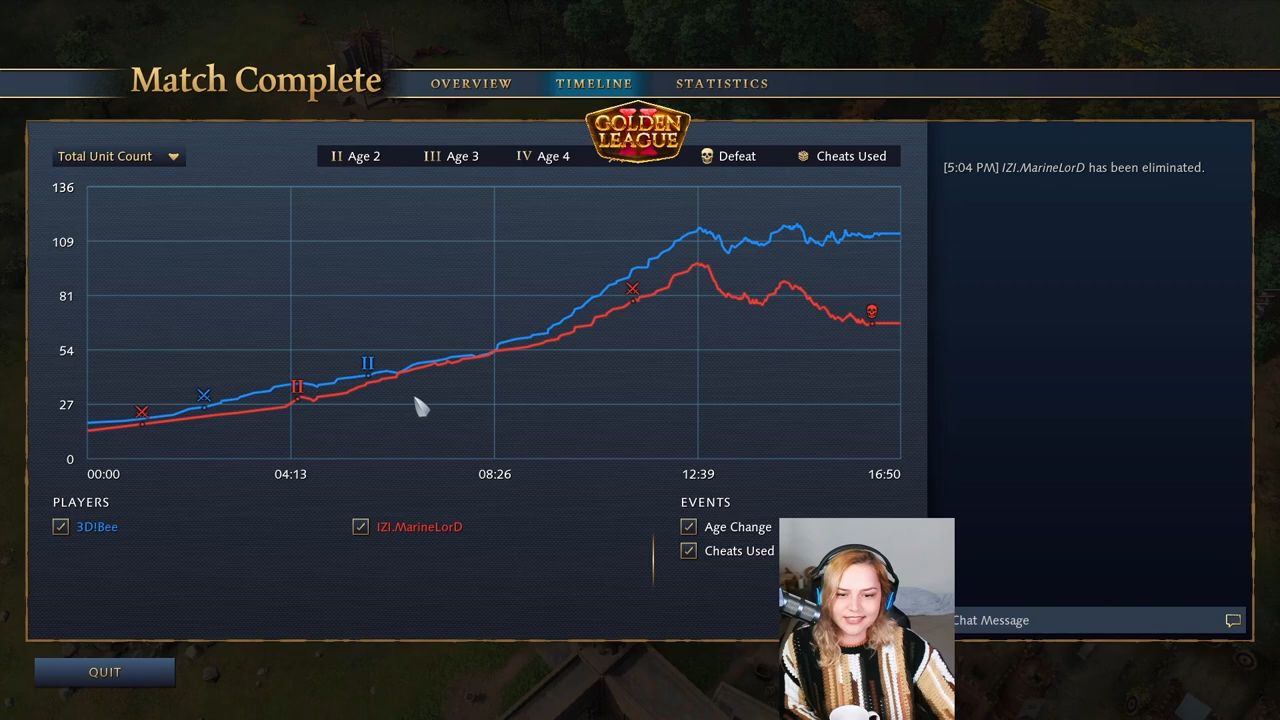 Match Complete
OVERVIEW
TIMELINE
STATISTICS
GOLDEN
LEAGUE
II
Total Unit Count
II Age 2
III Age 3
IV Age 4
Defeat
Cheats Used
[5:04 PM] IZI.MarineLorD has been eliminated.
136
109
81
54
27
0
II
II
00:00
04:13
08:26
12:39
16:50
PLAYERS
3D!Bee
IZI.MarineLorD
EVENTS
Age Change
Cheats Used
Chat Message
QUIT